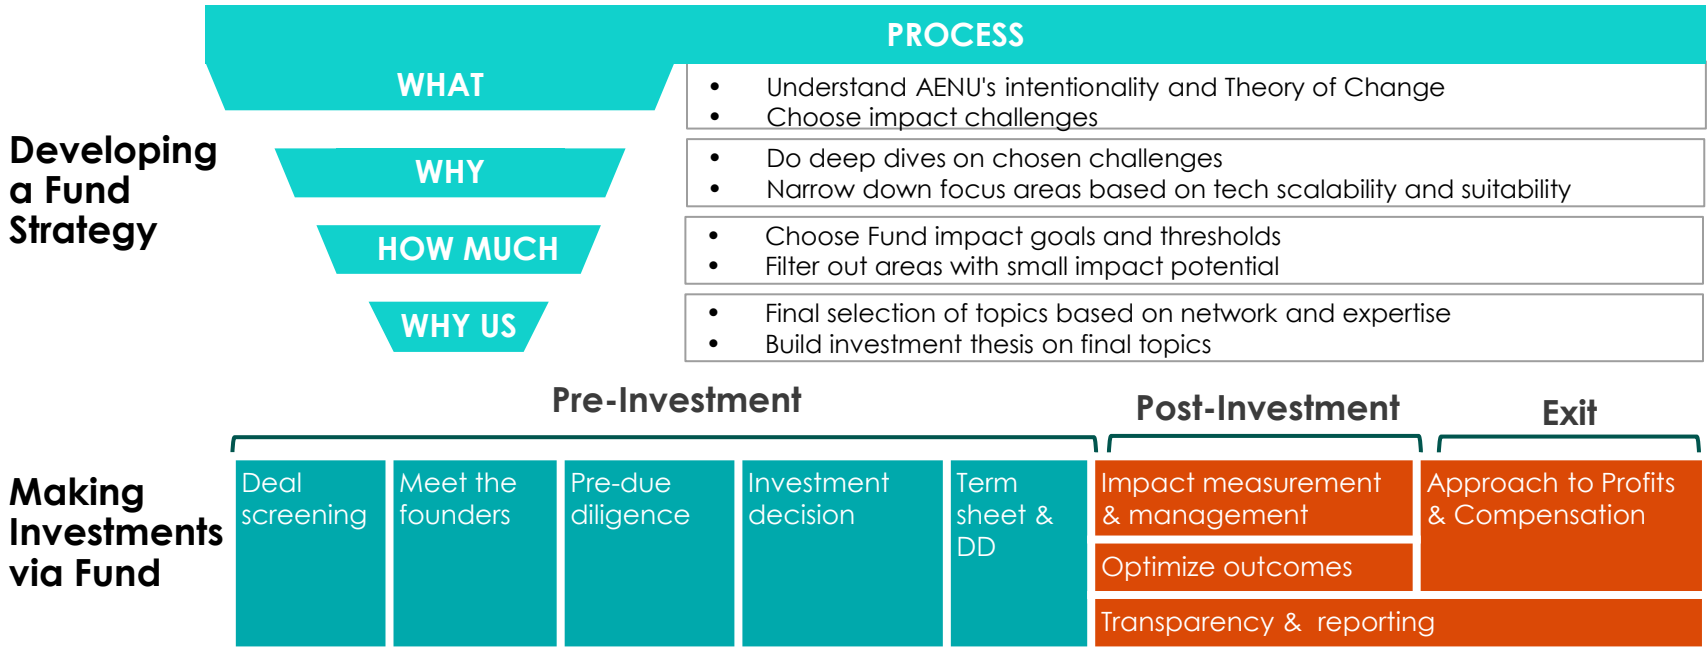 PROCESS
WHAT
• Understand AENU's intentionality and Theory of Change
• Choose impact challenges
Developing
a Fund
Strategy
WHY
• Do deep dives on chosen challenges
• Narrow down focus areas based on tech scalability and suitability
HOW MUCH
• Choose Fund impact goals and thresholds
• Filter out areas with small impact potential
WHY US
• Final selection of topics based on network and expertise
• Build investment thesis on final topics
Pre-Investment
Post-Investment
Exit
Making
Investments
via Fund
Deal
screening
Meet the
founders
Pre-due
diligence
Investment
decision
Term
sheet &
DD
Impact measurement
& management
Optimize outcomes
Approach to Profits
& Compensation
Transparency & reporting